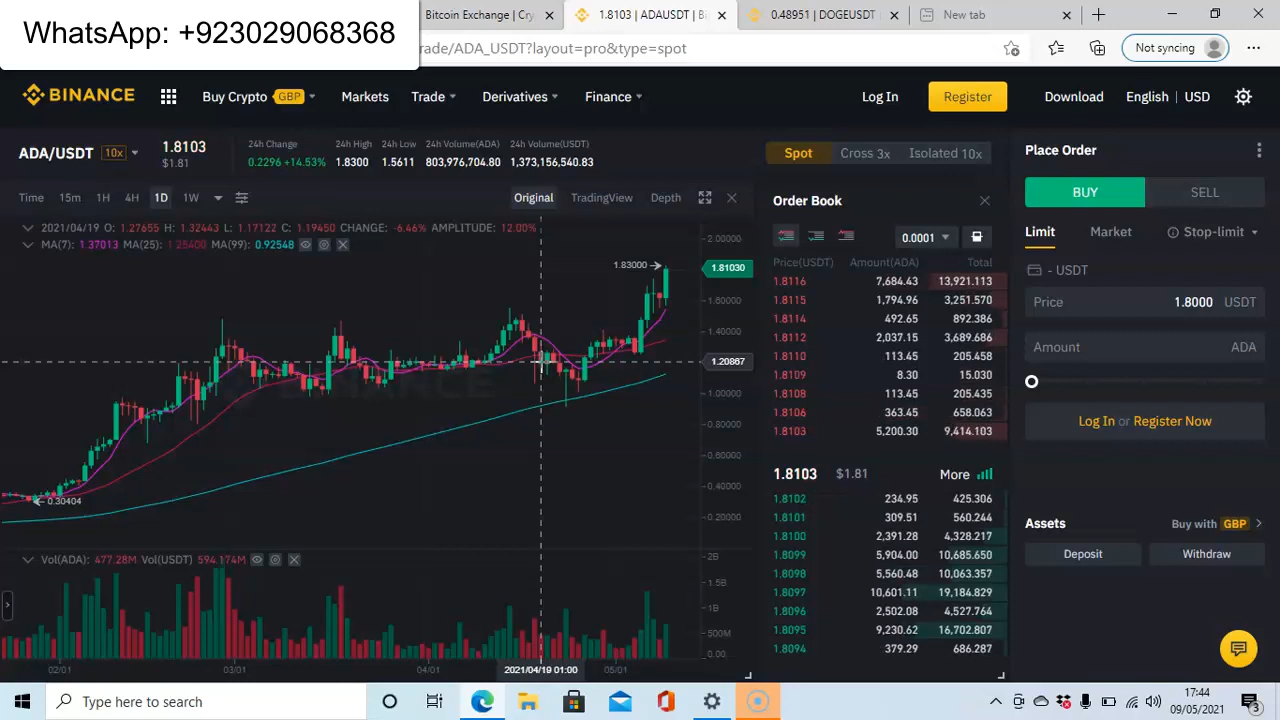 WhatsApp: +923029068368
Bitcoin Exchange | Cry
1.8103 | ADAUSDT | Bi
0.48951 | DOGEUSDT
New tab
rade/ADA_USDT?layout=pro&type=spot
Not syncing
BINANCE
Buy Crypto GBP
Markets
Trade
Derivatives
Finance
Log In
Register
Download
English
USD
ADA/USDT
10x
1.8103
$1.81
24h Change
0.2296 +14.53%
24h High
1.8300
24h Low
1.5611
24h Volume(ADA)
803,976,704.80
24h Volume(USDT)
1,373,156,540.83
Spot
Cross 3x
Isolated 10x
Place Order
Time 15m 1H 4H 1D 1W
Original
TradingView
Depth
Order Book
BUY
SELL
2021/04/19 O: 1.27655 H: 1.32443 L: 1.17122 C: 1.19450 CHANGE: -6.46% AMPLITUDE: 12.00%
MA(7): 1.37013 MA(25): 1.25400 MA(99): 0.92548
2.00000
1.83000
1.81030
1.60000
1.40000
1.20867
1.00000
0.80000
0.60000
0.40000
0.20000
0.30404
BINANCE
Vol(ADA): 477.28M Vol(USDT) 594.174M
2B
1.5B
1B
500M
0.00
02/01
03/01
04/01
2021/04/19 01:00
05/01
0.0001
Price(USDT) Amount(ADA) Total
1.8116 7,684.43 13,921.113
1.8115 1,794.96 3,251.570
1.8114 492.65 892.386
1.8112 2,037.15 3,689.686
1.8110 113.45 205.458
1.8109 8.30 15.030
1.8108 113.45 205.435
1.8106 363.45 658.063
1.8103 5,200.30 9,414.103
1.8103 $1.81 More
1.8102 234.95 425.306
1.8101 309.51 560.244
1.8100 2,391.28 4,328.217
1.8099 5,904.00 10,685.650
1.8098 5,560.48 10,063.357
1.8097 10,601.11 19,184.829
1.8096 2,502.08 4,527.764
1.8095 9,230.62 16,702.807
1.8094 379.29 686.287
Limit
Market
Stop-limit
- USDT
Price 1.8000 USDT
Amount ADA
Log In or Register Now
Assets
Buy with GBP
Deposit
Withdraw
Type here to search
17:44
09/05/2021
3